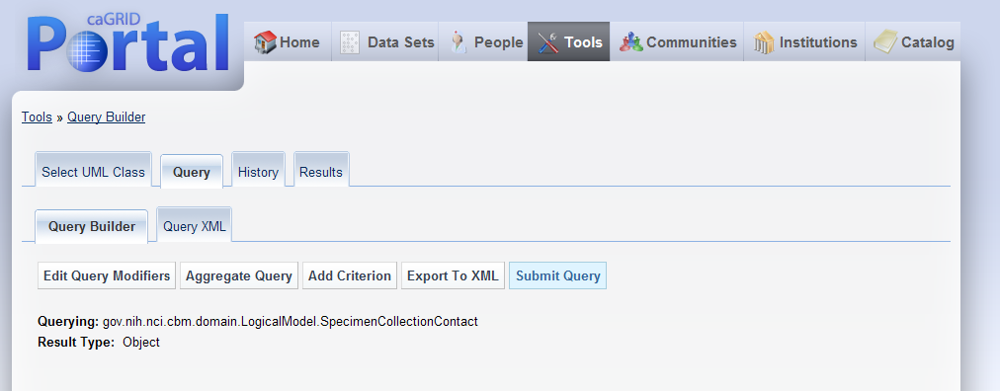 caGRID
Portal
Home Data Sets People Tools Communities Institutions Catalog
Tools » Query Builder
Select UML Class Query History Results
Query Builder Query XML
Edit Query Modifiers Aggregate Query Add Criterion Export To XML Submit Query
Querying: gov.nih.nci.cbm.domain.LogicalModel.SpecimenCollectionContact
Result Type: Object